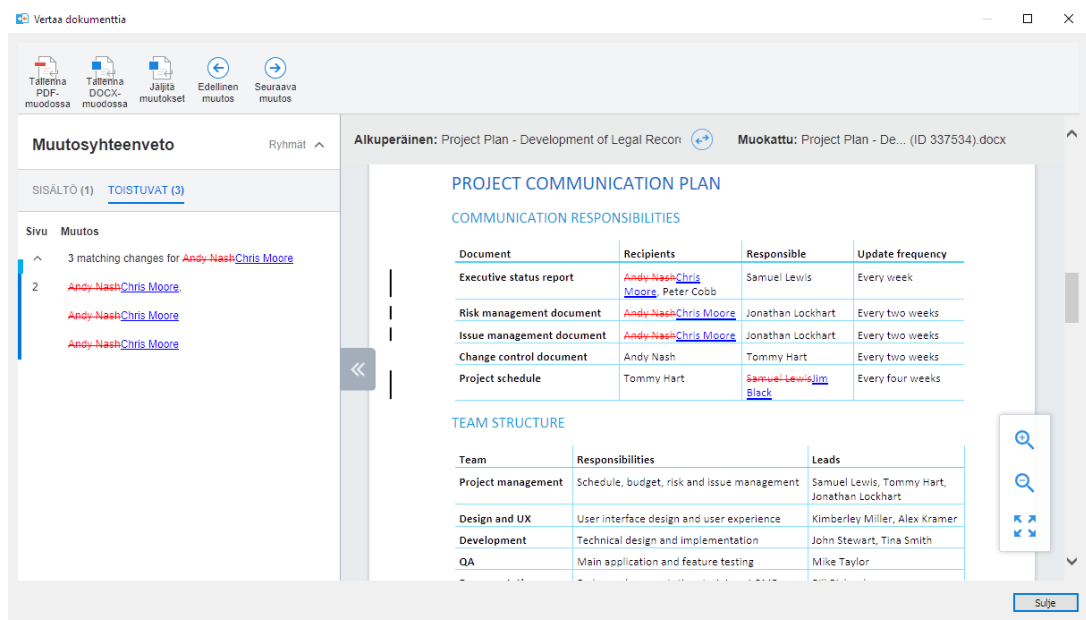 Vertaa dokumenttia
Tallenna PDF-muodossa
Tallenna DOCX-muodossa
Jäljitä muutokset
Edellinen muutos
Seuraava muutos
Muutosyhteenveto
Ryhmät
Alkuperäinen: Project Plan - Development of Legal Recor
Muokattu: Project Plan - De... (ID 337534).docx
SISÄLTÖ (1) TOISTUVAT (3)
Sivu Muutos
3 matching changes for Andy NashChris Moore
2 Andy NashChris Moore,
Andy NashChris Moore
Andy NashChris Moore
PROJECT COMMUNICATION PLAN
COMMUNICATION RESPONSIBILITIES
Document Recipients Responsible Update frequency
Executive status report Andy NashChris Samuel Lewis Every week
Moore, Peter Cobb
Risk management document Andy NashChris Moore Jonathan Lockhart Every two weeks
Issue management document Andy NashChris Moore Jonathan Lockhart Every two weeks
Change control document Andy Nash Tommy Hart Every two weeks
Project schedule Tommy Hart Samuel LewisJim Every four weeks
Black
TEAM STRUCTURE
Team Responsibilities Leads
Project management Schedule, budget, risk and issue management Samuel Lewis, Tommy Hart,
Jonathan Lockhart
Design and UX User interface design and user experience Kimberley Miller, Alex Kramer
Development Technical design and implementation John Stewart, Tina Smith
QA Main application and feature testing Mike Taylor
Sulje